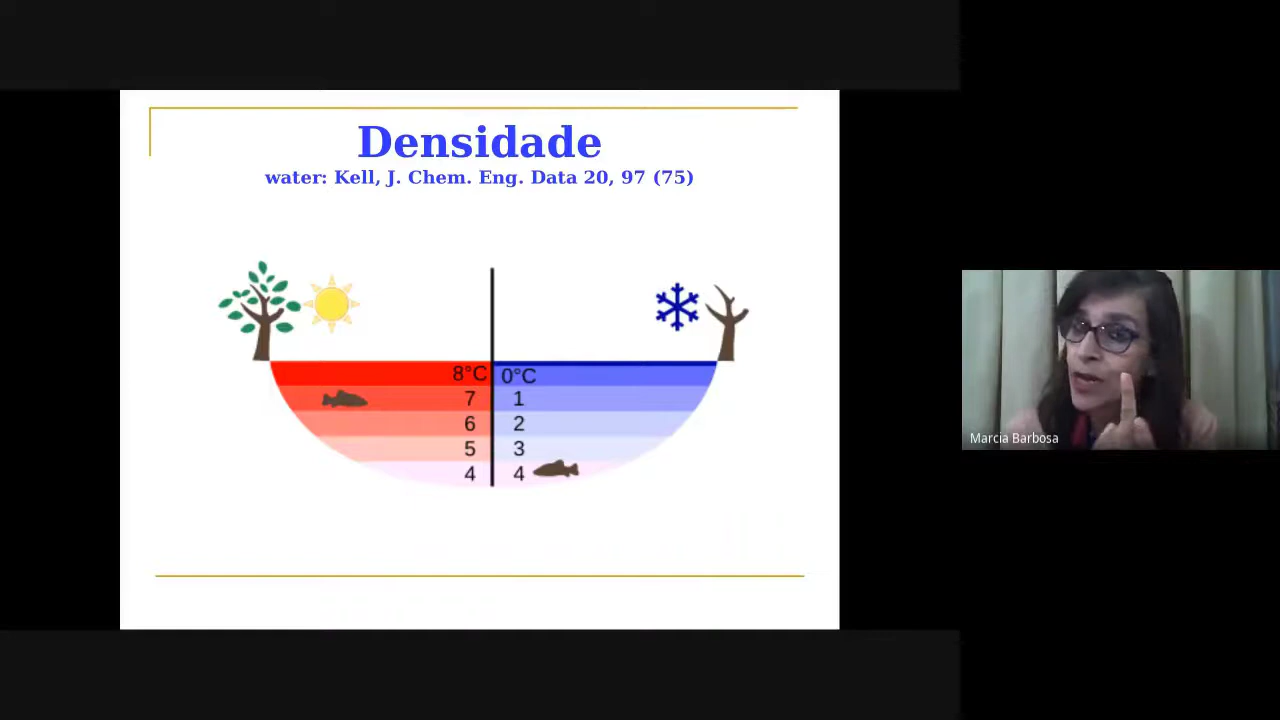 Densidade
water: Kell, J. Chem. Eng. Data 20, 97 (75)
8°C 0°C
7 1
6 2
5 3
4 4
Marcia Barbosa